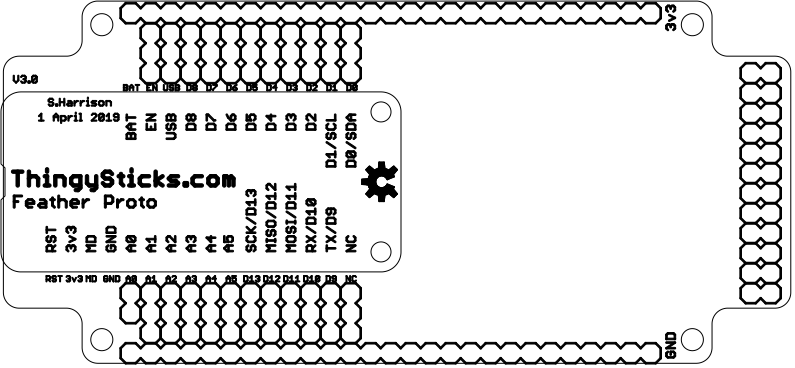 3v3
V3.0
BAT EN USB D8 D7 D6 D5 D4 D3 D2 D1 D0
S.Harrison
1 April 2019
BAT EN USB D8 D7 D6 D5 D4 D3 D2 D1/SCL D0/SDA
ThingySticks.com
Feather Proto
RST 3v3 MD GND A0 A1 A2 A3 A4 A5 SCK/D13 MISO/D12 MOSI/D11 RX/D10 TX/D9 NC
RST 3v3 MD GND A0 A1 A2 A3 A4 A5 D13 D12 D11 D10 D9 NC
GND